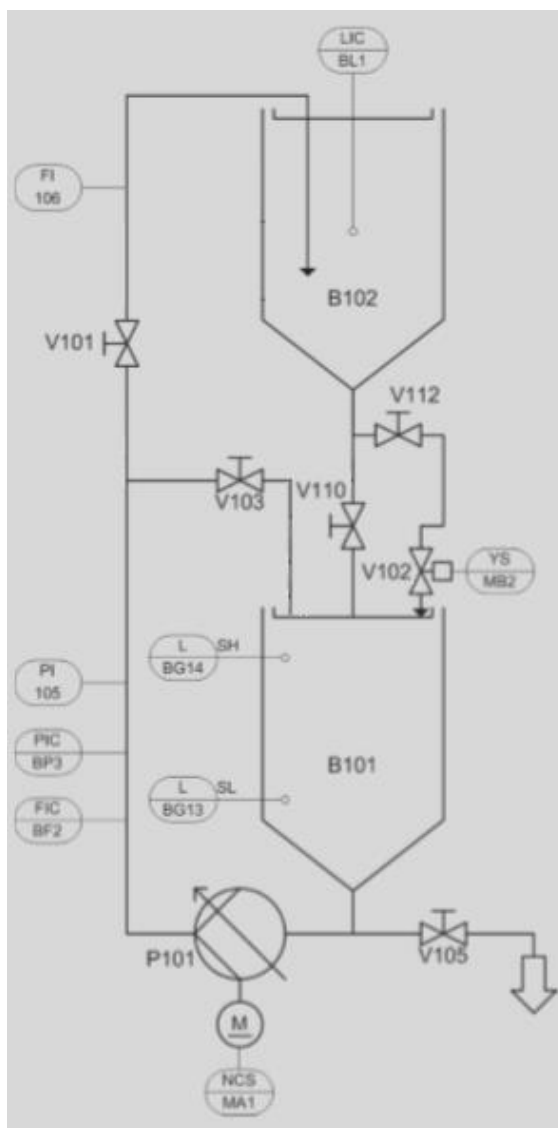 LIC
BL1
FI
106
B102
V101
V112
V103
V110
V102
YS
MB2
L SH
BG14
PI
105
PIC
BP3
B101
L SL
BG13
FIC
BF2
P101
V105
M
NCS
MA1